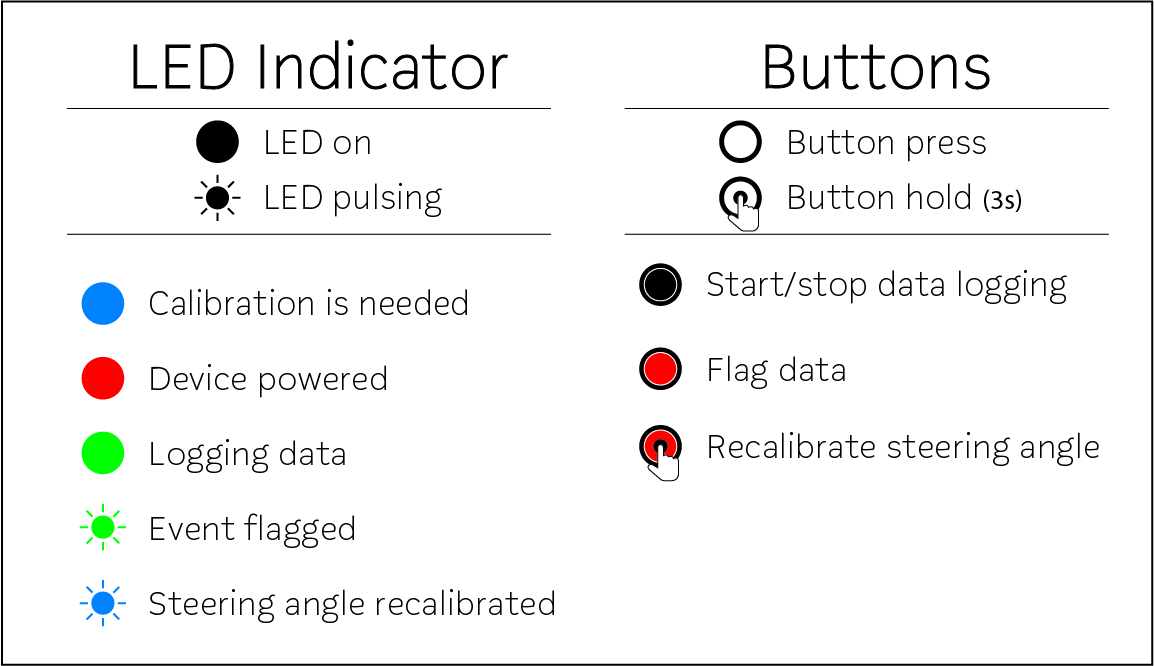 LED Indicator
LED on
LED pulsing
Calibration is needed
Device powered
Logging data
Event flagged
Steering angle recalibrated
Buttons
Button press
Button hold (3s)
Start/stop data logging
Flag data
Recalibrate steering angle